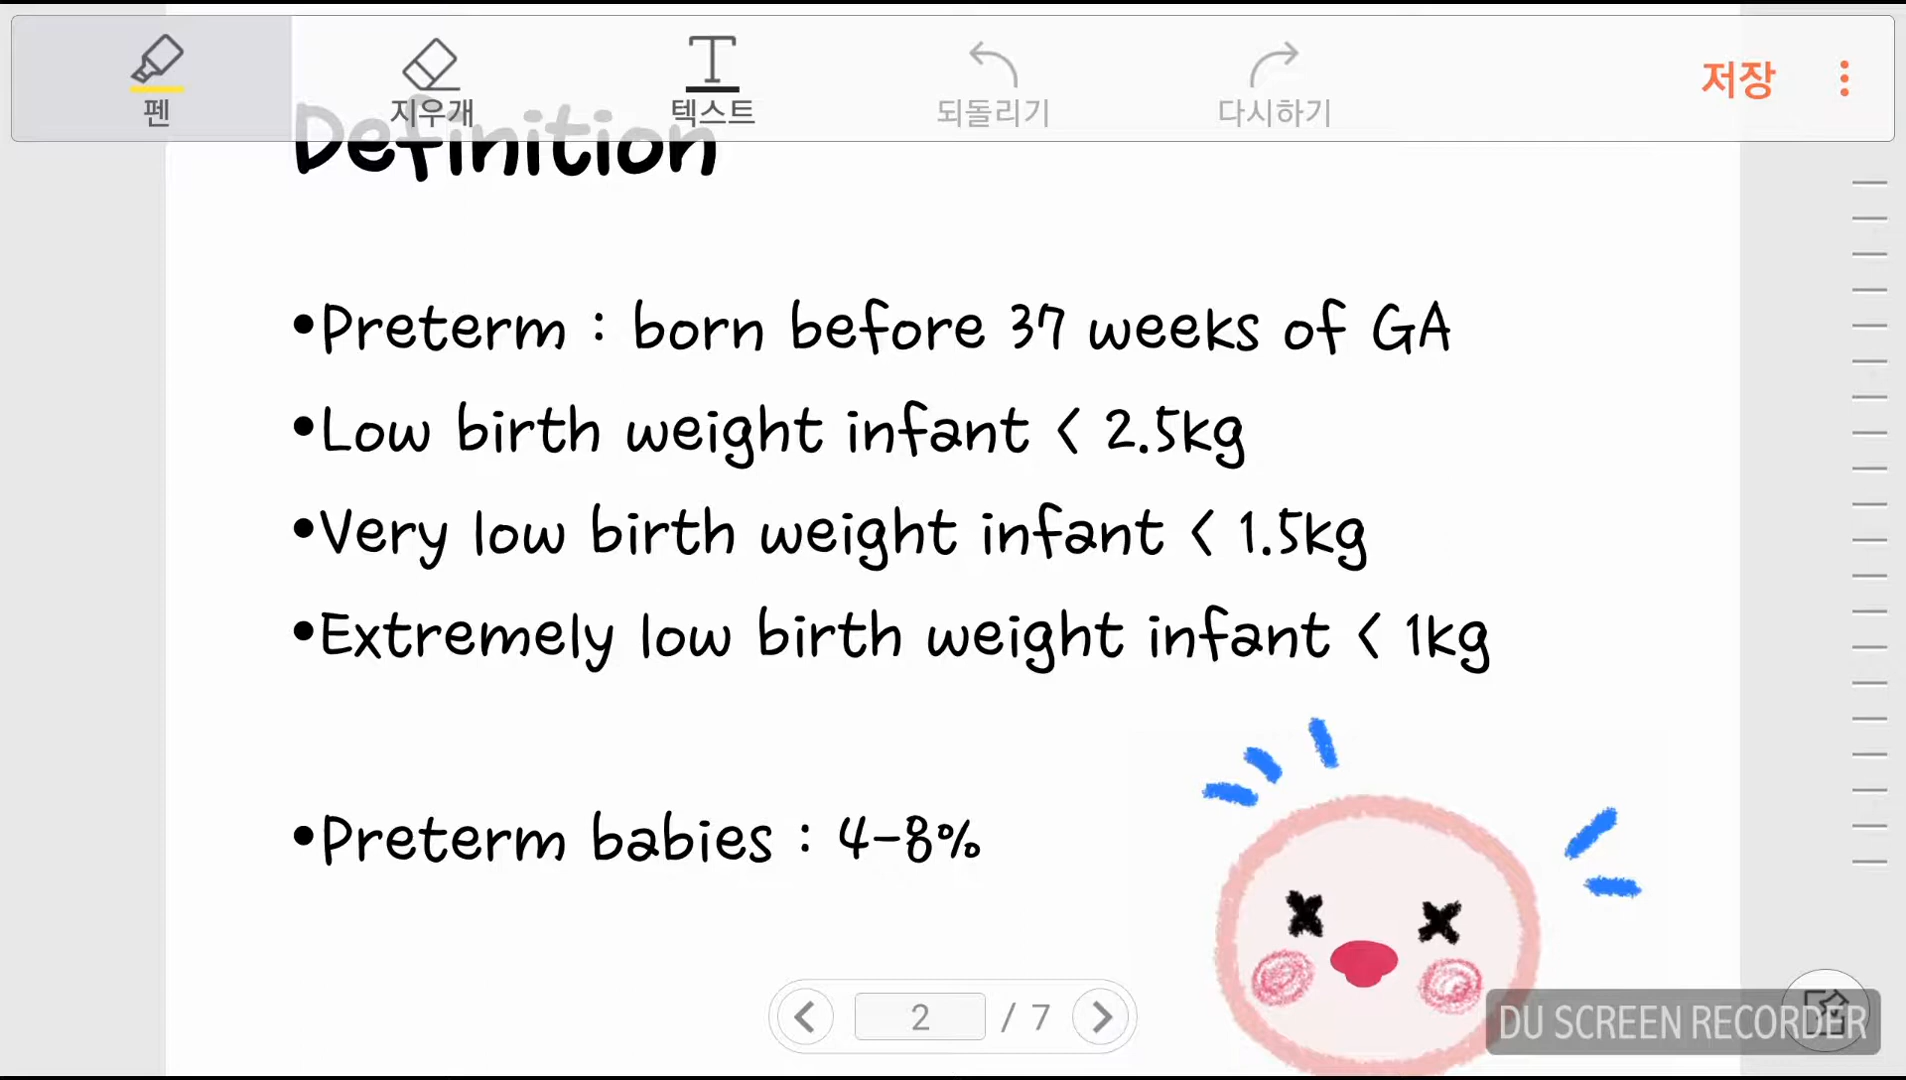 펜
지우개
텍스트
되돌리기
다시하기
저장
Definition
•Preterm : born before 37 weeks of GA
•Low birth weight infant < 2.5kg
•Very low birth weight infant < 1.5kg
•Extremely low birth weight infant < 1kg
•Preterm babies : 4-8%
2 / 7
DU SCREEN RECORDER